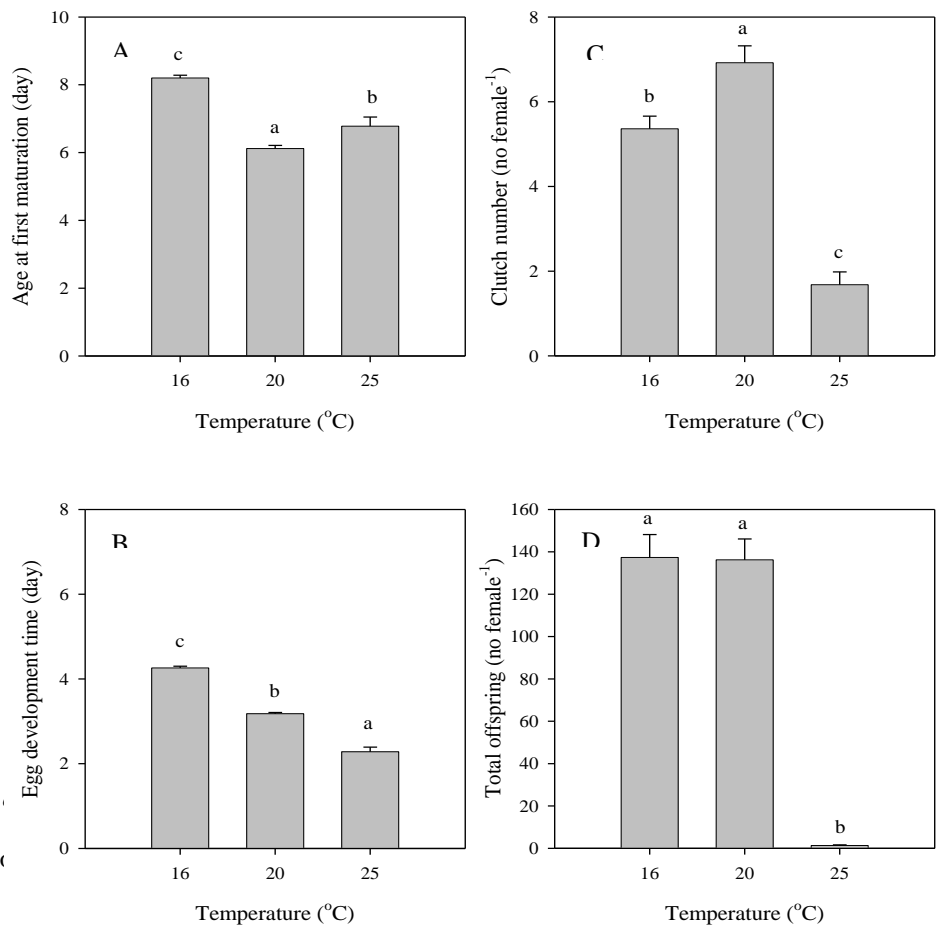 A
Age at first maturation (day)
10
8
6
4
2
0
c
a
b
16 20 25
Temperature (°C)
C
Clutch number (no female⁻¹)
8
6
4
2
0
b
a
c
16 20 25
Temperature (°C)
B
Egg development time (day)
8
6
4
2
0
c
b
a
16 20 25
Temperature (°C)
D
Total offspring (no female⁻¹)
160
140
120
100
80
60
40
20
0
a
a
b
16 20 25
Temperature (°C)